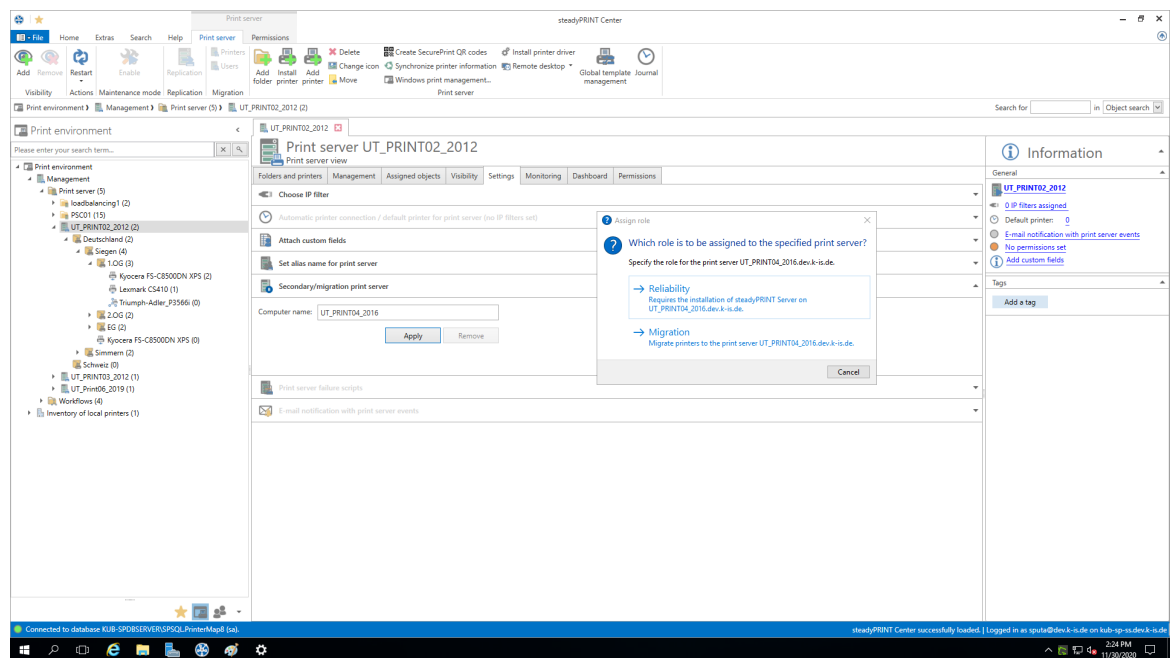 Print server
steadyPRINT Center
File Home Extras Search Help Print server Permissions
Add Remove Restart Enable Replication Printers Users
Add folder Install printer Add printer
Delete
Change icon
Move
Create SecurePrint QR codes
Synchronize printer information
Windows print management...
Install printer driver
Remote desktop
Global template management Journal
Visibility Actions Maintenance mode Replication Migration Print server
Print environment Management Print server (5) UT_PRINT02_2012 (2)
Search for in Object search
Print environment
Please enter your search term...
Print environment
Management
Print server (5)
loadbalancing1 (2)
PSC01 (15)
UT_PRINT02_2012 (2)
Deutschland (2)
Siegen (4)
1.OG (3)
Kyocera FS-C8500DN XPS (2)
Lexmark CS410 (1)
Triumph-Adler_P3566i (0)
2.OG (2)
EG (2)
Kyocera FS-C8500DN XPS (0)
Simmern (2)
Schweiz (0)
UT_PRINT03_2012 (1)
UT_Print06_2019 (1)
Workflows (4)
Inventory of local printers (1)
UT_PRINT02_2012
Print server UT_PRINT02_2012
Print server view
Folders and printers Management Assigned objects Visibility Settings Monitoring Dashboard Permissions
Choose IP filter
Automatic printer connection / default printer for print server (no IP filters set)
Attach custom fields
Set alias name for print server
Secondary/migration print server
Computer name: UT_PRINT04_2016
Apply Remove
Print server failure scripts
E-mail notification with print server events
Assign role
Which role is to be assigned to the specified print server?
Specify the role for the print server UT_PRINT04_2016.dev.k-is.de.
Reliability
Requires the installation of steadyPRINT Server on
UT_PRINT04_2016.dev.k-is.de.
Migration
Migrate printers to the print server UT_PRINT04_2016.dev.k-is.de.
Cancel
Information
General
UT_PRINT02_2012
0 IP filters assigned
Default printer: 0
E-mail notification with print server events
No permissions set
Add custom fields
Tags
Add a tag
Connected to database KUB-SPDBSERVER\SPSQL.PrinterMap8 (sa).
steadyPRINT Center successfully loaded. | Logged in as sputa@dev.k-is.de on kub-sp-ss.dev.k-is.de
2:24 PM
11/30/2020